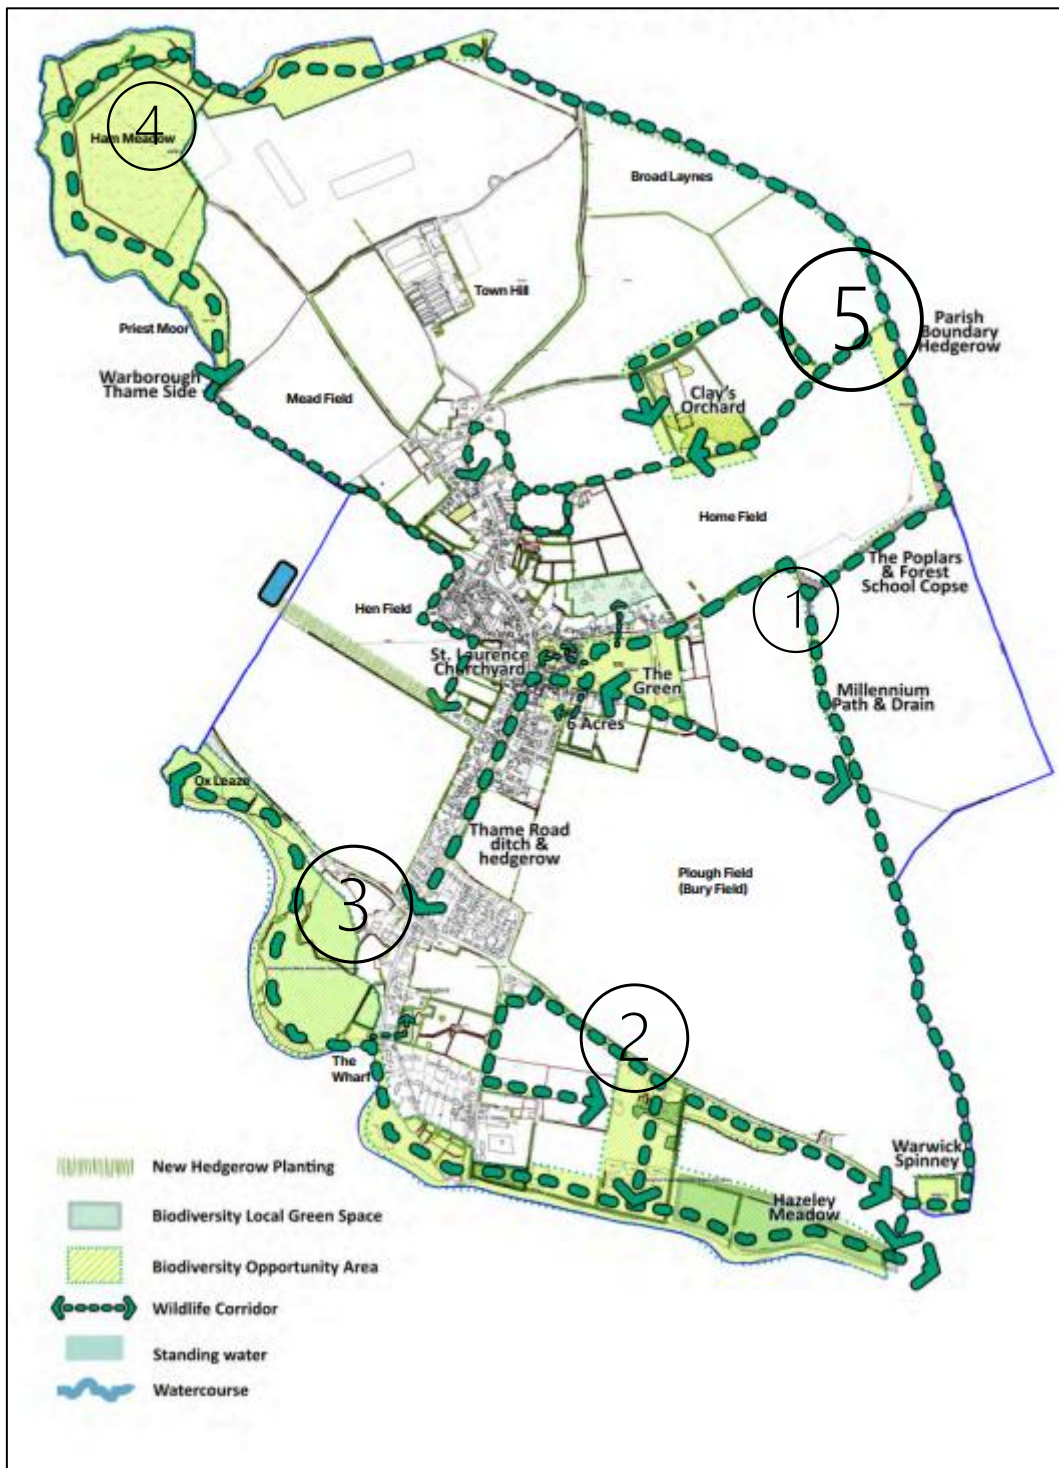 4
Ham Meadow
Broad Laynes
Town Hill
5
Parish
Boundary
Hedgerow
Priest Moor
Warborough
Thame Side
Mead Field
Clay's
Orchard
Home Field
The Poplars
& Forest
School Copse
1
Hen Field
St. Laurence
Churchyard
The
Green
6 Acres
Millennium
Path & Drain
Ox Leaze
Thame Road
ditch &
hedgerow
Plough Field
(Bury Field)
3
2
The
Wharf
Warwick
Spinney
Hazeley
Meadow
New Hedgerow Planting
Biodiversity Local Green Space
Biodiversity Opportunity Area
Wildlife Corridor
Standing water
Watercourse